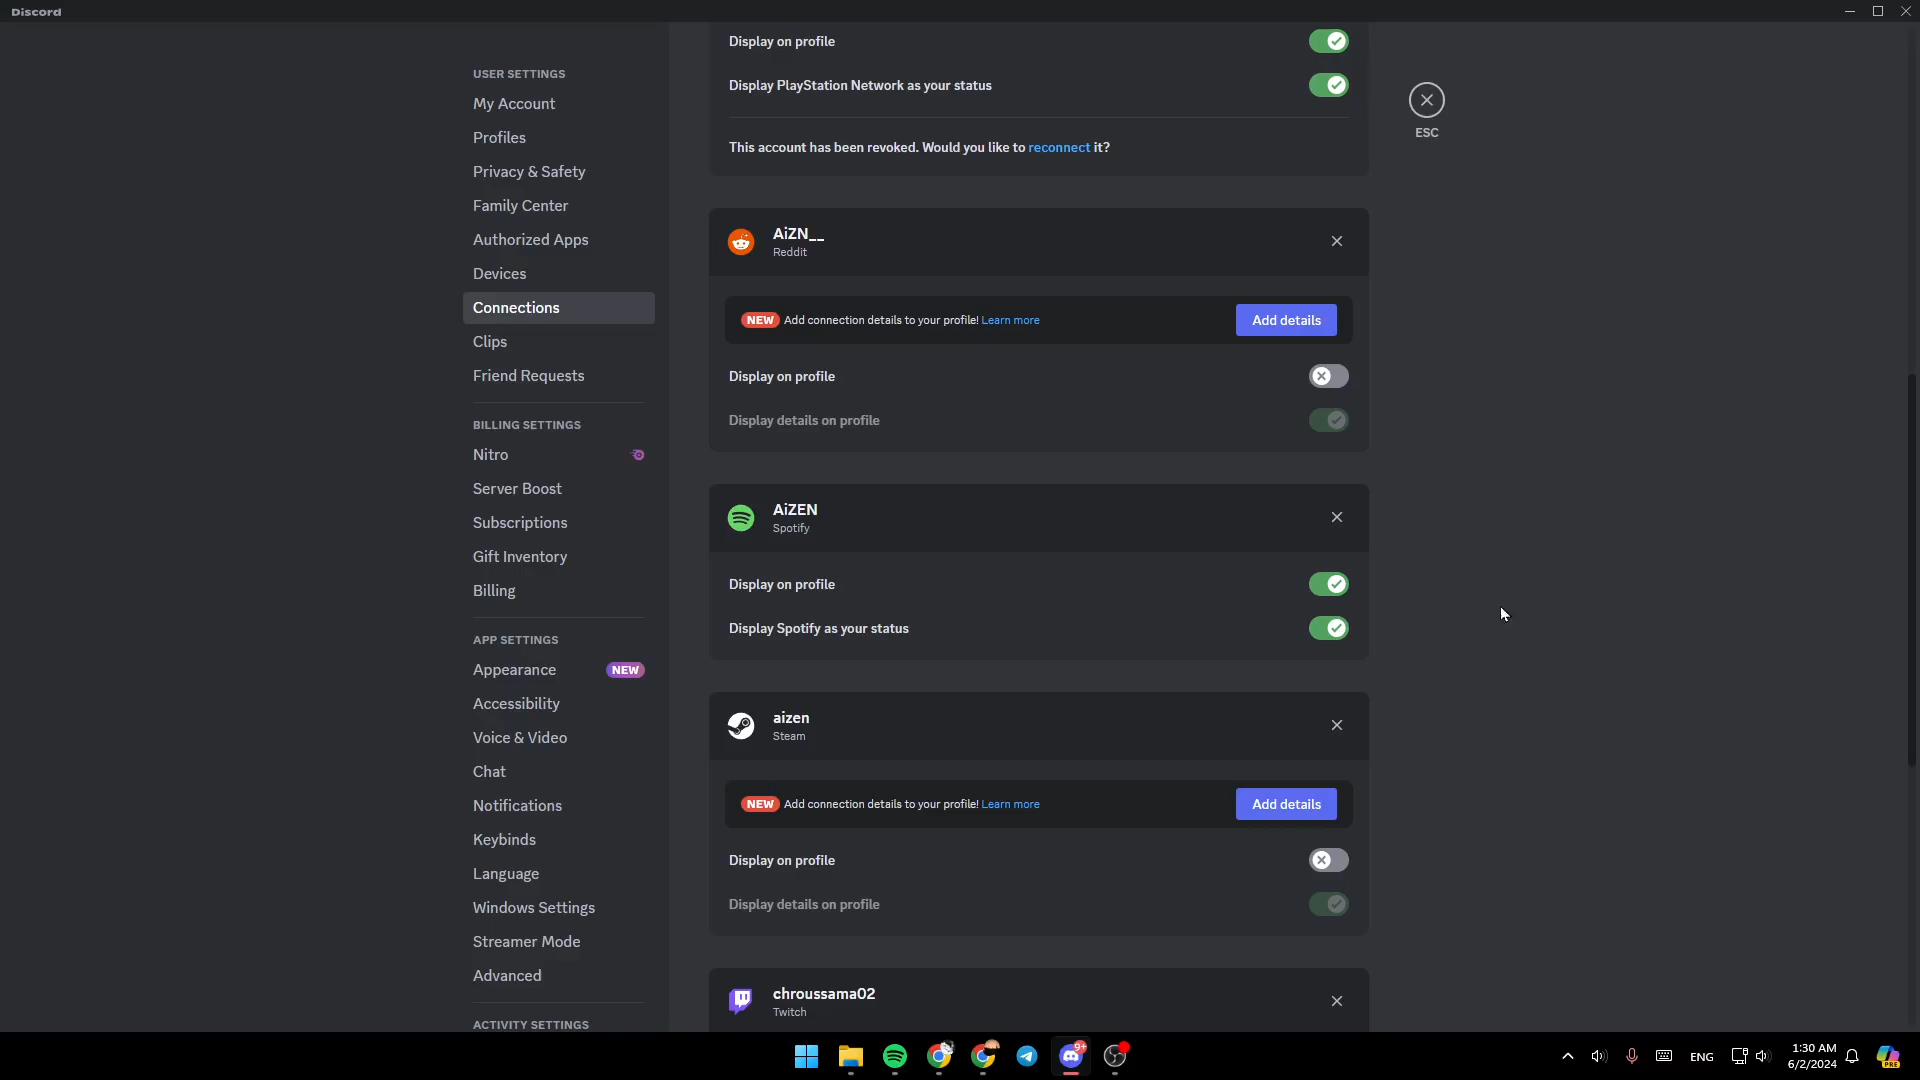 Discord
USER SETTINGS
My Account
Profiles
Privacy & Safety
Family Center
Authorized Apps
Devices
Connections
Clips
Friend Requests
BILLING SETTINGS
Nitro
Server Boost
Subscriptions
Gift Inventory
Billing
APP SETTINGS
Appearance
NEW
Accessibility
Voice & Video
Chat
Notifications
Keybinds
Language
Windows Settings
Streamer Mode
Advanced
ACTIVITY SETTINGS
Display on profile
Display PlayStation Network as your status
This account has been revoked. Would you like to reconnect it?
AiZN__
Reddit
NEW Add connection details to your profile! Learn more
Add details
Display on profile
Display details on profile
AiZEN
Spotify
Display on profile
Display Spotify as your status
aizen
Steam
NEW Add connection details to your profile! Learn more
Add details
Display on profile
Display details on profile
chroussama02
Twitch
ESC
9+
ENG
1:30 AM
6/2/2024
PRE